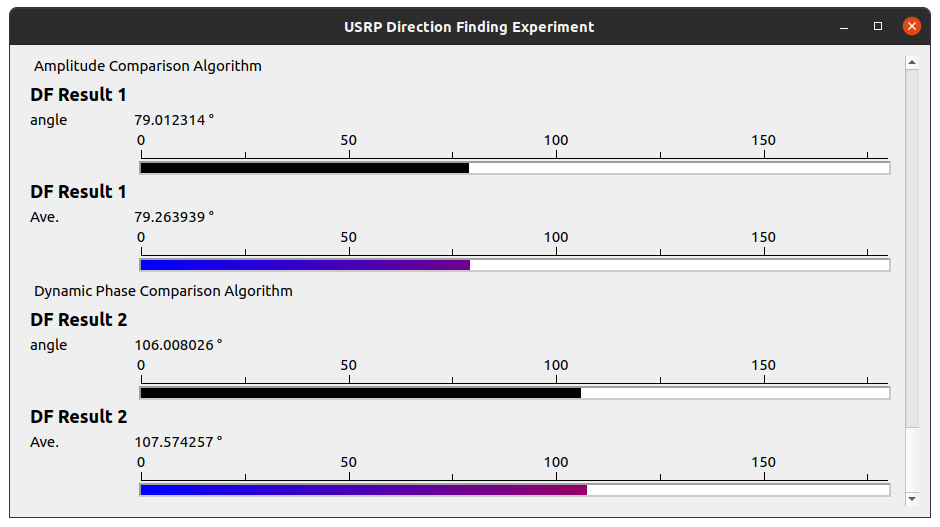 USRP Direction Finding Experiment
Amplitude Comparison Algorithm
DF Result 1
angle 79.012314 °
0 50 100 150
DF Result 1
Ave. 79.263939 °
0 50 100 150
Dynamic Phase Comparison Algorithm
DF Result 2
angle 106.008026 °
0 50 100 150
DF Result 2
Ave. 107.574257 °
0 50 100 150